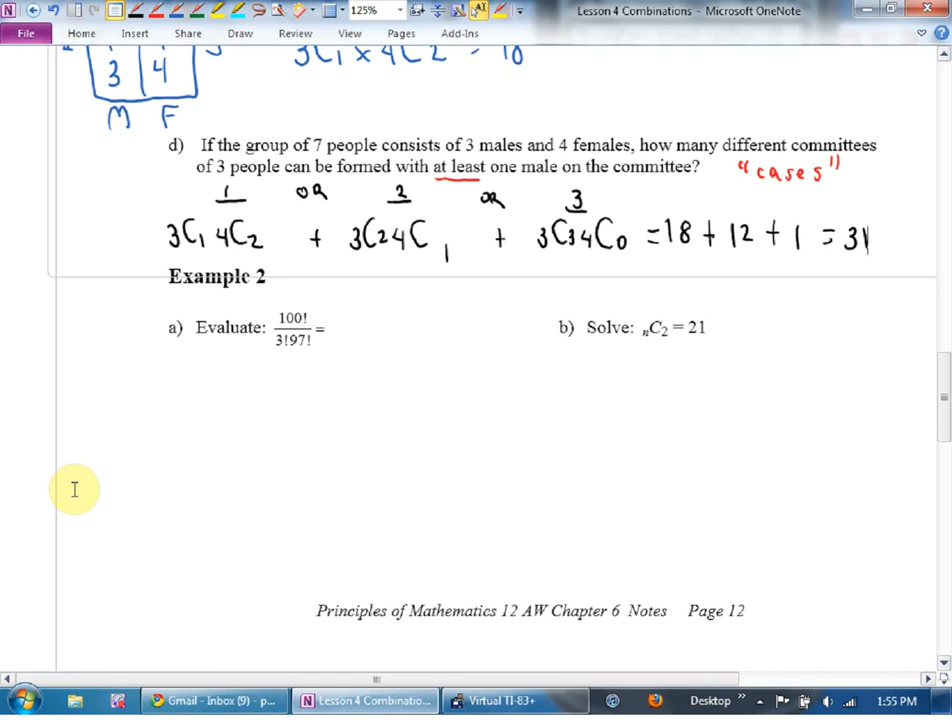 125%
Lesson 4 Combinations - Microsoft OneNote
File Home Insert Share Draw Review Pages View Add-Ins
3 4
M F
3C1 x 4C2 = 18
d) If the group of 7 people consists of 3 males and 4 females, how many different committees
of 3 people can be formed with at least one male on the committee?
"cases"
1 OR 2 OR 3
3C1 4C2 + 3C2 4C1 + 3C3 4C0 = 18 + 12 + 1 = 31
Example 2
a) Evaluate: 100!/3!97! =
b) Solve: nC2 = 21
Principles of Mathematics 12 AW Chapter 6 Notes Page 12
Gmail - Inbox (9) - p... Lesson 4 Combinatio... Virtual TI-83+ Desktop 1:55 PM